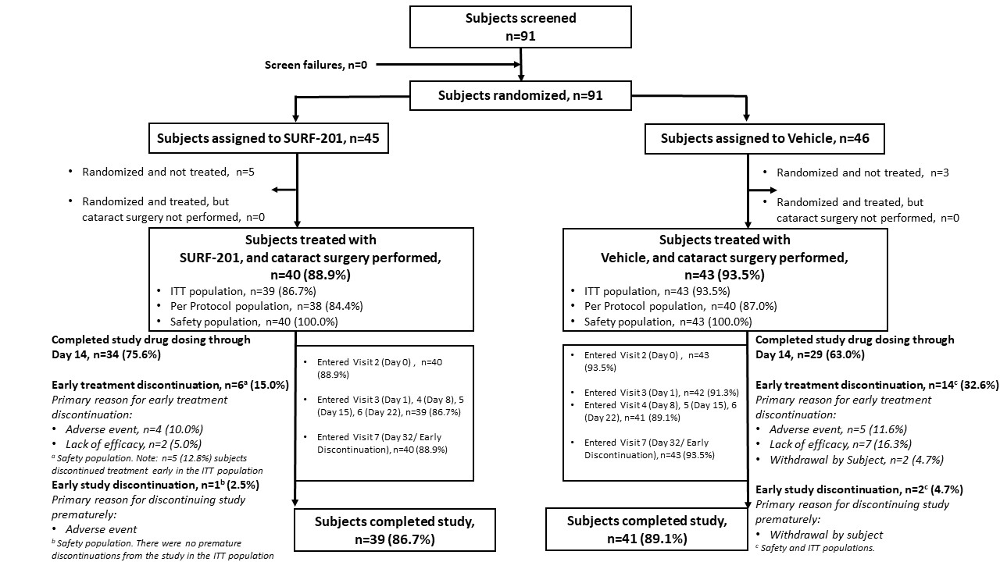 Subjects screened
n=91
Screen failures, n=0
Subjects randomized, n=91
Subjects assigned to SURF-201, n=45
• Randomized and not treated, n=5
• Randomized and treated, but
cataract surgery not performed, n=0
Subjects treated with
SURF-201, and cataract surgery performed,
n=40 (88.9%)
• ITT population, n=39 (86.7%)
• Per Protocol population, n=38 (84.4%)
• Safety population, n=40 (100.0%)
Completed study drug dosing through
Day 14, n=34 (75.6%)
Early treatment discontinuation, n=6ᵃ (15.0%)
Primary reason for early treatment
discontinuation:
• Adverse event, n=4 (10.0%)
• Lack of efficacy, n=2 (5.0%)
ᵃ Safety population. Note: n=5 (12.8%) subjects
discontinued treatment early in the ITT population
Early study discontinuation, n=1ᵇ (2.5%)
Primary reason for discontinuing study
prematurely:
• Adverse event
ᵇ Safety population. There were no premature
discontinuations from the study in the ITT population
• Entered Visit 2 (Day 0) , n=40
(88.9%)
• Entered Visit 3 (Day 1), 4 (Day 8), 5
(Day 15), 6 (Day 22), n=39 (86.7%)
• Entered Visit 7 (Day 32/ Early
Discontinuation), n=40 (88.9%)
Subjects completed study,
n=39 (86.7%)
Subjects assigned to Vehicle, n=46
• Randomized and not treated, n=3
• Randomized and treated, but
cataract surgery not performed, n=0
Subjects treated with
Vehicle, and cataract surgery performed,
n=43 (93.5%)
• ITT population, n=43 (93.5%)
• Per Protocol population, n=40 (87.0%)
• Safety population, n=43 (100.0%)
• Entered Visit 2 (Day 0) , n=43
(93.5%)
• Entered Visit 3 (Day 1), n=42 (91.3%)
• Entered Visit 4 (Day 8), 5 (Day 15), 6
(Day 22), n=41 (89.1%)
• Entered Visit 7 (Day 32/ Early
Discontinuation), n=43 (93.5%)
Completed study drug dosing through
Day 14, n=29 (63.0%)
Early treatment discontinuation, n=14ᶜ (32.6%)
Primary reason for early treatment
discontinuation:
• Adverse event, n=5 (11.6%)
• Lack of efficacy, n=7 (16.3%)
• Withdrawal by Subject, n=2 (4.7%)
Early study discontinuation, n=2ᶜ (4.7%)
Primary reason for discontinuing study
prematurely:
• Withdrawal by subject
ᶜ Safety and ITT populations.
Subjects completed study,
n=41 (89.1%)